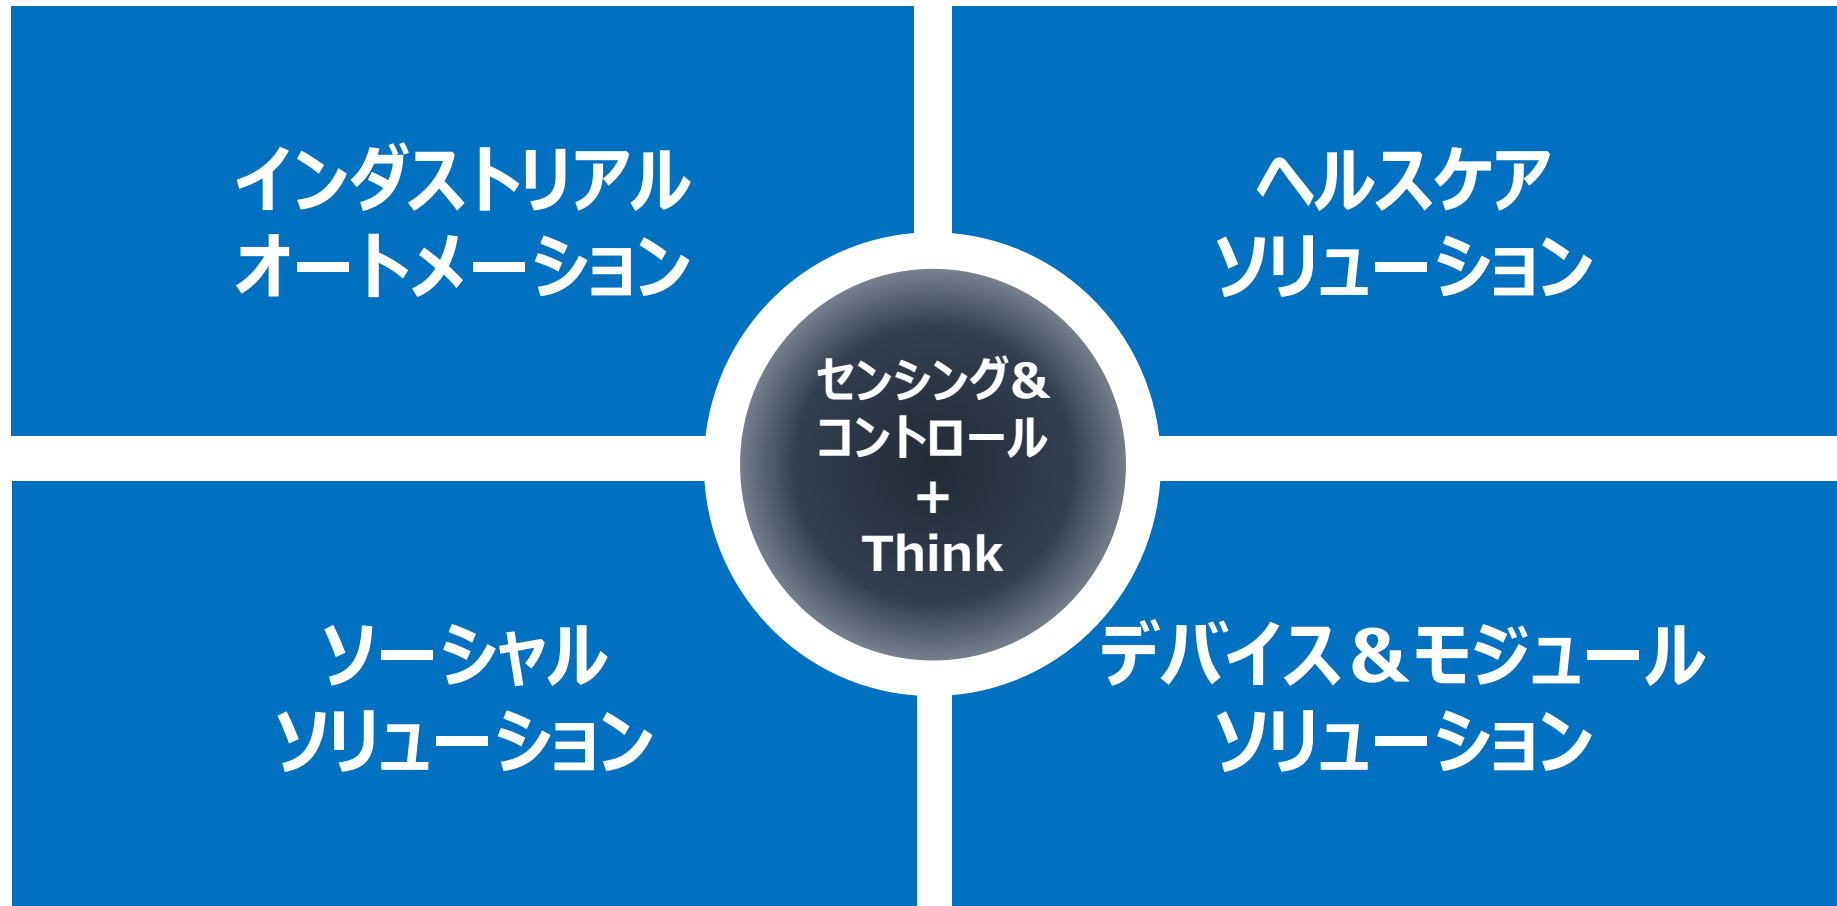 インダストリアル
オートメーション
ヘルスケア
ソリューション
センシング&
コントロール
+
Think
ソーシャル
ソリューション
デバイス&モジュール
ソリューション